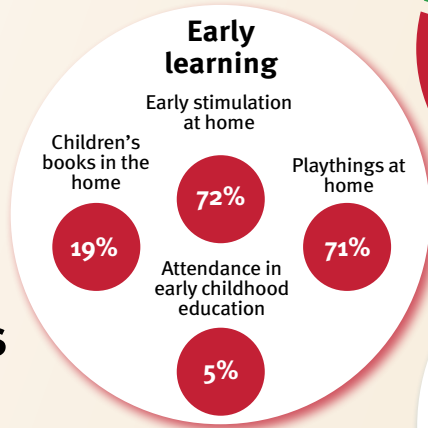 Early
learning
Early stimulation
at home
72%
Children's
books in the
home
19%
Playthings at
home
71%
Attendance in
early childhood
education
5%
s